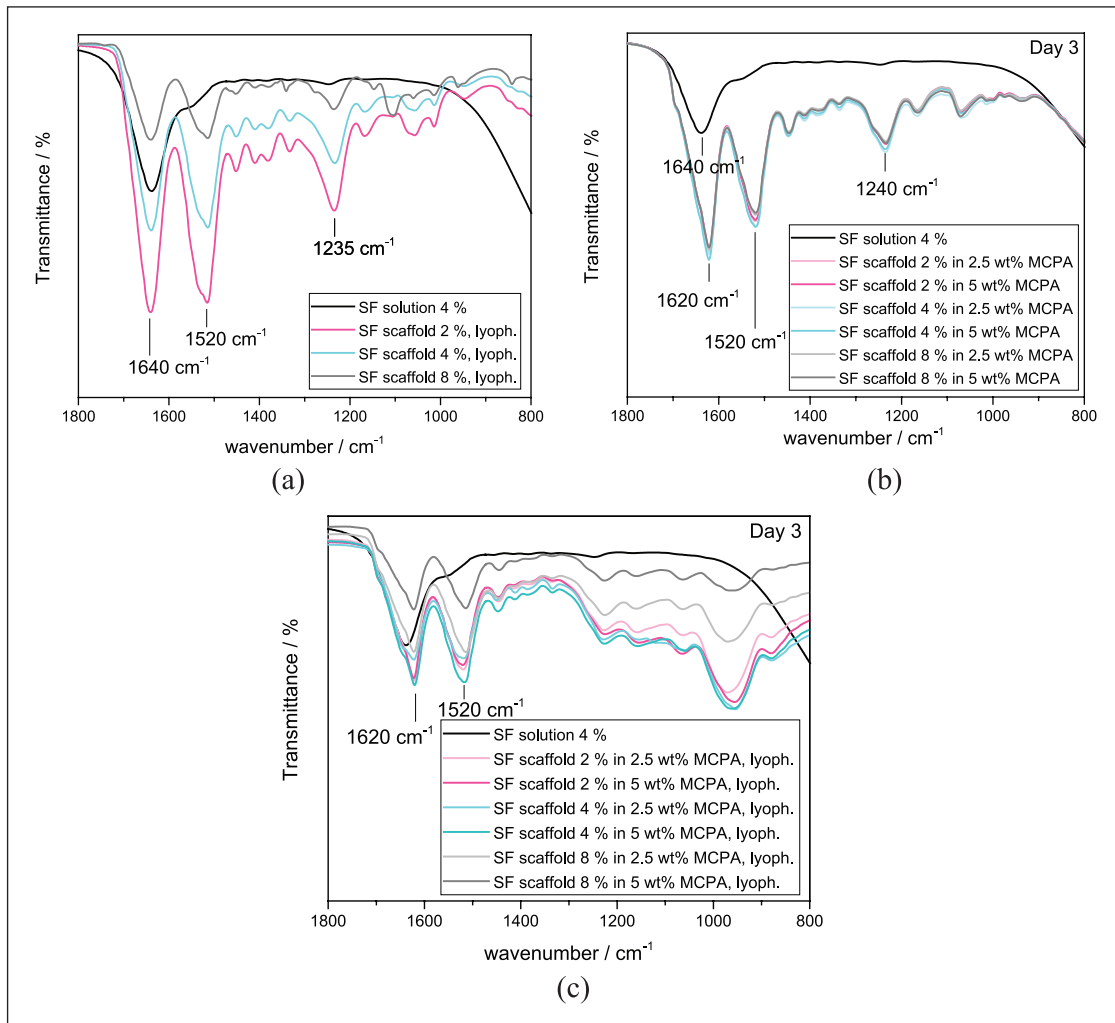 Transmittance / %
1640 cm-1
1520 cm-1
1235 cm-1
SF solution 4 %
SF scaffold 2 %, lyoph.
SF scaffold 4 %, lyoph.
SF scaffold 8 %, lyoph.
1800 1600 1400 1200 1000 800
wavenumber / cm-1
(a)
Day 3
Transmittance / %
1640 cm-1
1240 cm-1
1620 cm-1
1520 cm-1
SF solution 4 %
SF scaffold 2 % in 2.5 wt% MCPA
SF scaffold 2 % in 5 wt% MCPA
SF scaffold 4 % in 2.5 wt% MCPA
SF scaffold 4 % in 5 wt% MCPA
SF scaffold 8 % in 2.5 wt% MCPA
SF scaffold 8 % in 5 wt% MCPA
1800 1600 1400 1200 1000 800
wavenumber / cm-1
(b)
Day 3
Transmittance / %
1620 cm-1
1520 cm-1
SF solution 4 %
SF scaffold 2 % in 2.5 wt% MCPA, lyoph.
SF scaffold 2 % in 5 wt% MCPA, lyoph.
SF scaffold 4 % in 2.5 wt% MCPA, lyoph.
SF scaffold 4 % in 5 wt% MCPA, lyoph.
SF scaffold 8 % in 2.5 wt% MCPA, lyoph.
SF scaffold 8 % in 5 wt% MCPA, lyoph.
1800 1600 1400 1200 1000 800
wavenumber / cm-1
(c)